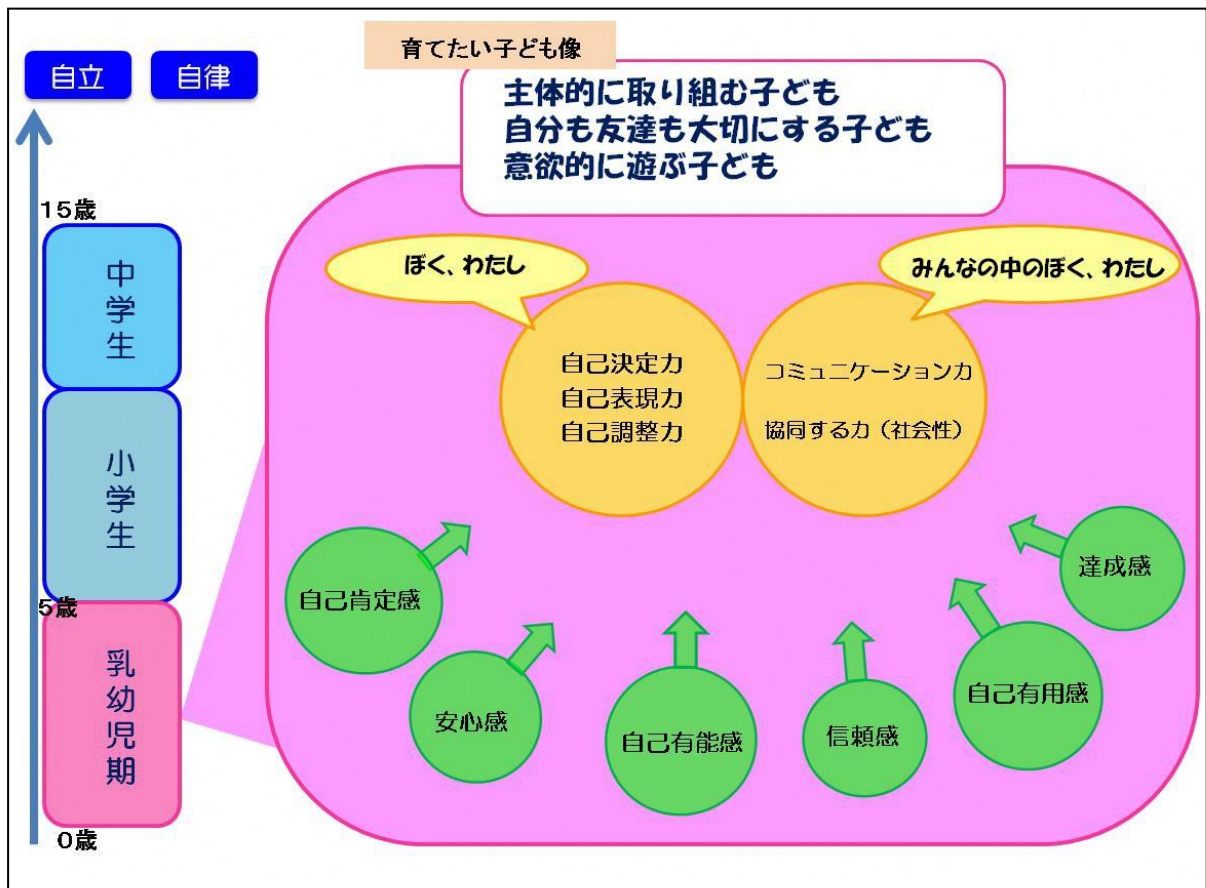 育てたい子ども像
自立
自律
主体的に取り組む子ども
自分も友達も大切にする子ども
意欲的に遊ぶ子ども
15歳
中学生
小学生
5歳
乳幼児期
0歳
ぼく、わたし
みんなの中のぼく、わたし
自己決定力
自己表現力
自己調整力
コミュニケーション力
協同する力（社会性）
自己肯定感
安心感
自己有能感
信頼感
自己有用感
達成感